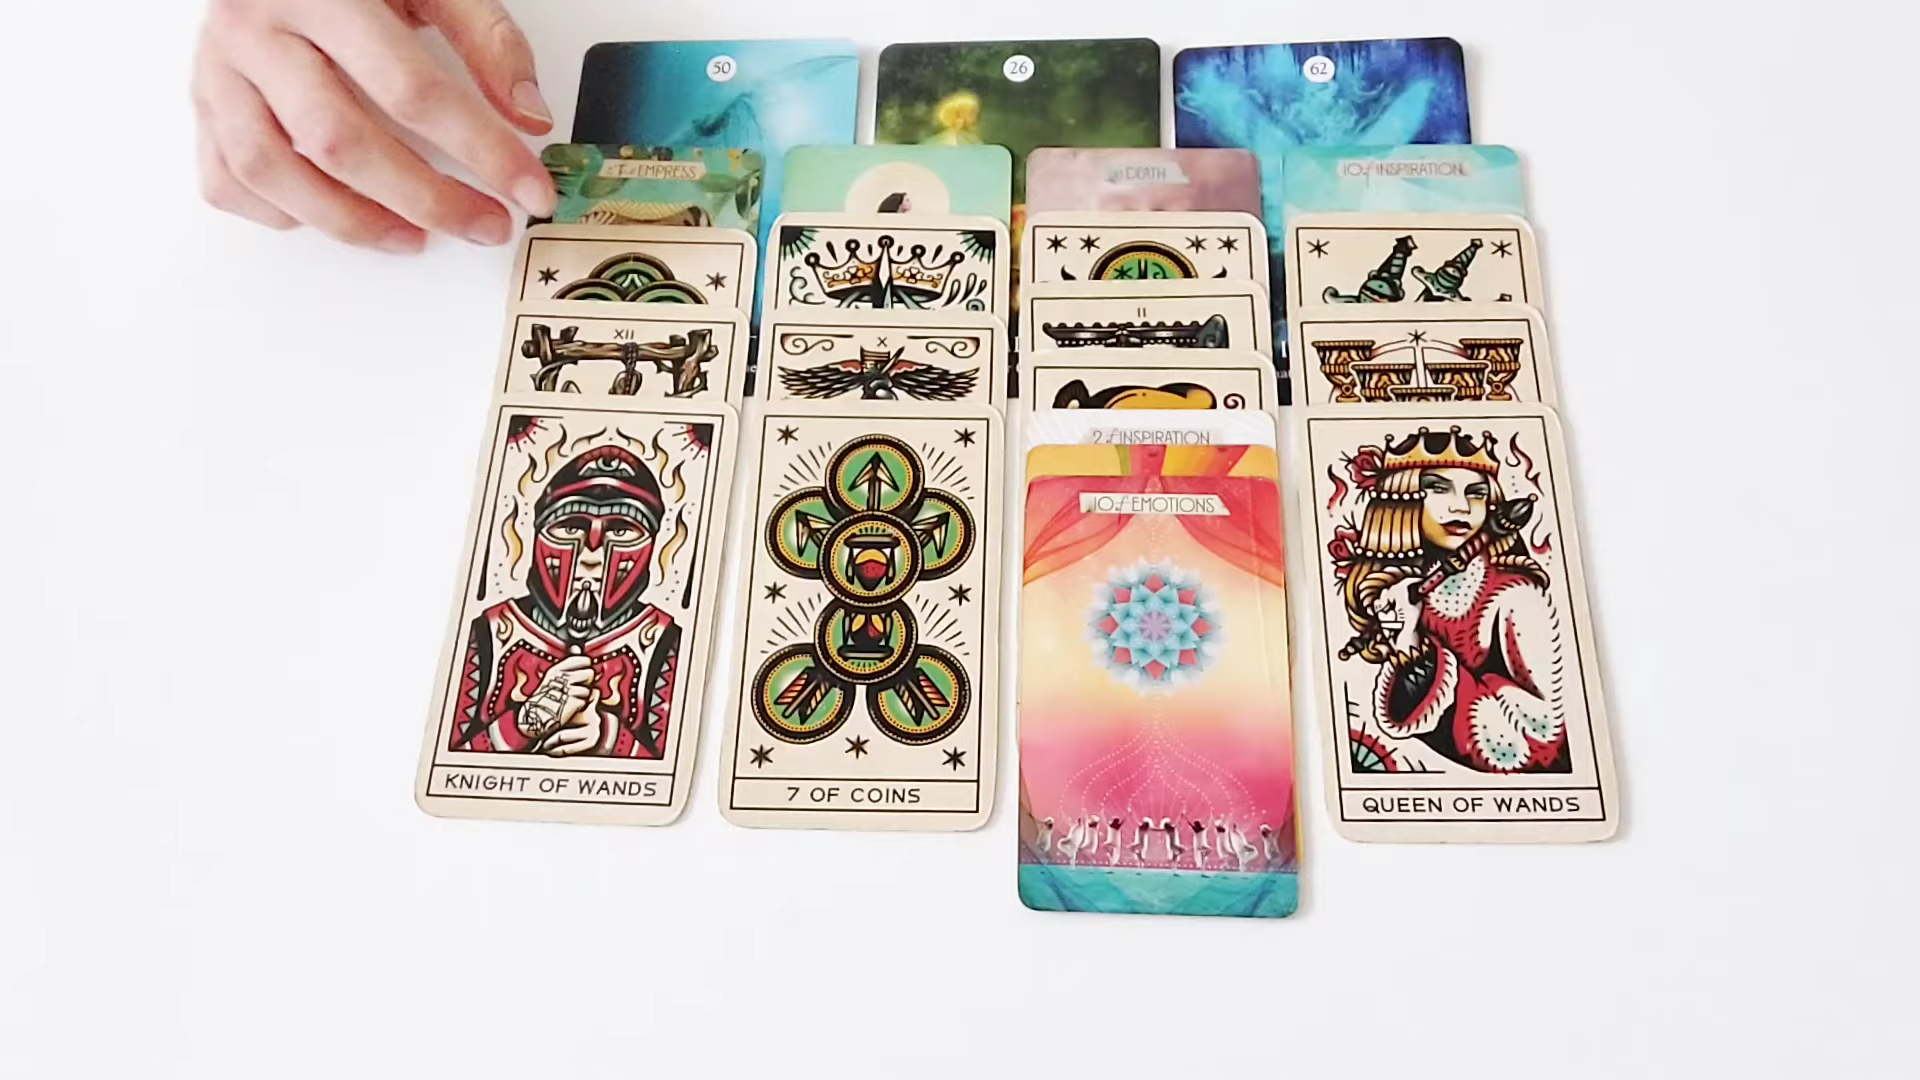 50
26
62
EMPRESS
DEATH
10 of INSPIRATION
XII
X
II
2 of INSPIRATION
10 of EMOTIONS
KNIGHT OF WANDS
7 OF COINS
QUEEN OF WANDS